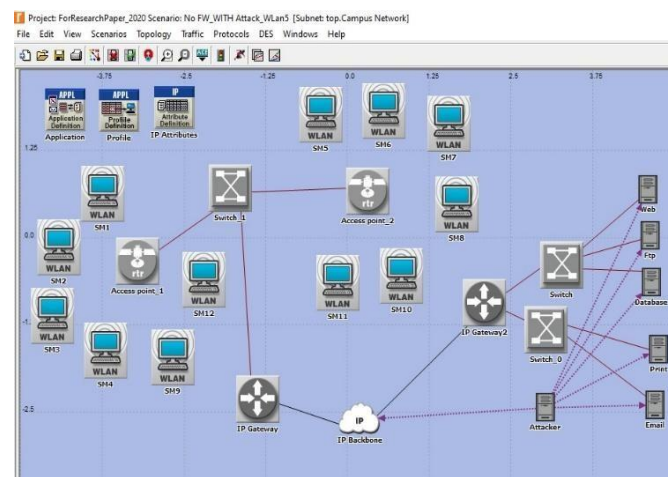 Project: ForResearchPaper_2020 Scenario: No FW_WITH Attack_WLan5 [Subnet: top.Campus Network]
File Edit View Scenarios Topology Traffic Protocols DES Windows Help
-3.75 -2.5 -1.25 0.0 1.25 2.5 3.75
APPL APPL IP
Application Definition Profile Definition Attribute Definition
Application Profile IP Attributes
WLAN WLAN WLAN
SM5 SM6 SM7
1.25
WLAN
SM1
Switch_1
rtr
Access point_2
WLAN
SM8
Web
0.0
WLAN
SM2
rtr
Access point_1
WLAN
SM12
WLAN
SM11
WLAN
SM10
Switch
Ftp
Database
IP Gateway2
-1.
WLAN
SM3
WLAN
SM4
WLAN
SM9
Switch_0
Print
-2.5
IP Gateway
IP
IP Backbone
Attacker
Email